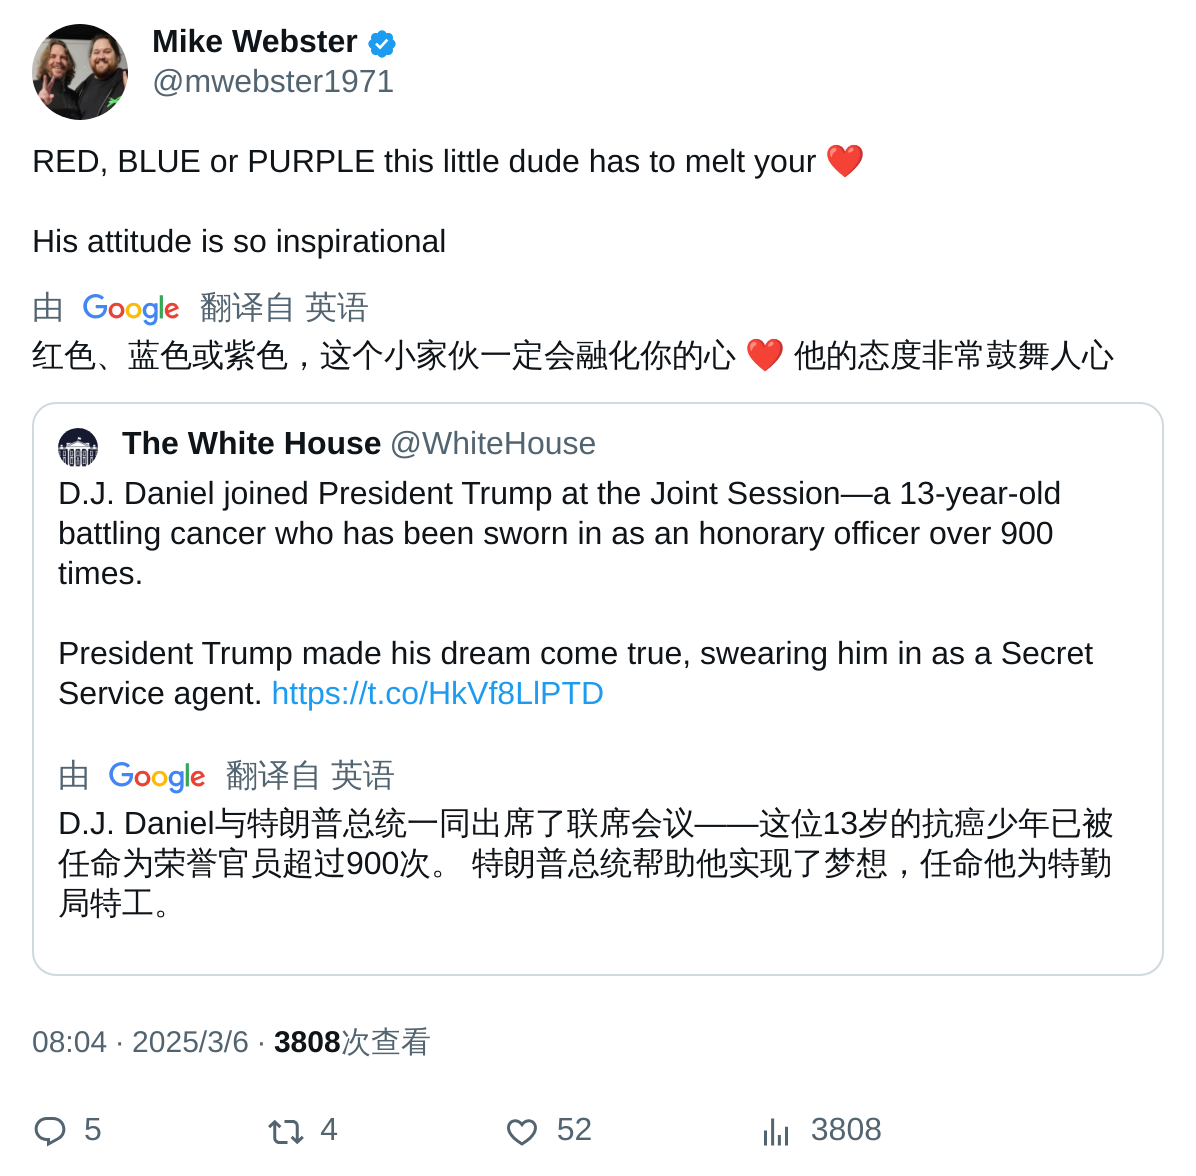 Mike Webster
@mwebster1971
RED, BLUE or PURPLE this little dude has to melt your ❤️
His attitude is so inspirational
由 Google 翻译自 英语
红色、蓝色或紫色，这个小家伙一定会融化你的心 ❤️ 他的态度非常鼓舞人心
The White House @WhiteHouse
D.J. Daniel joined President Trump at the Joint Session—a 13-year-old
battling cancer who has been sworn in as an honorary officer over 900
times.
President Trump made his dream come true, swearing him in as a Secret
Service agent. https://t.co/HkVf8LlPTD
由 Google 翻译自 英语
D.J. Daniel与特朗普总统一同出席了联席会议——这位13岁的抗癌少年已被
任命为荣誉官员超过900次。 特朗普总统帮助他实现了梦想，任命他为特勤
局特工。
08:04 · 2025/3/6 · 3808次查看
5 4 52 3808